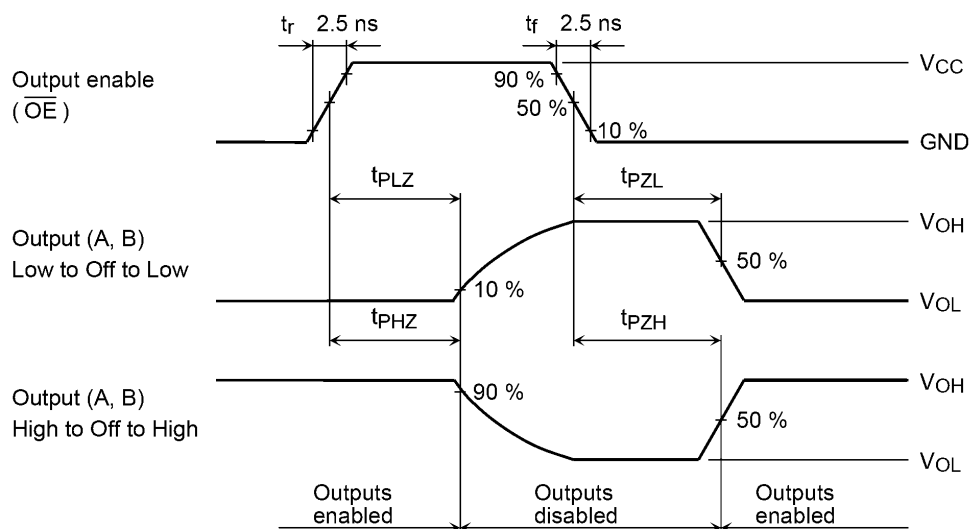 tr 2.5 ns tf 2.5 ns
Output enable
( OE )
VCC
90 %
50 %
10 %
GND
tPLZ tPZL
Output (A, B)
Low to Off to Low
VOH
50 %
10 %
VOL
tPHZ tPZH
Output (A, B)
High to Off to High
VOH
90 %
50 %
VOL
Outputs
enabled
Outputs
disabled
Outputs
enabled